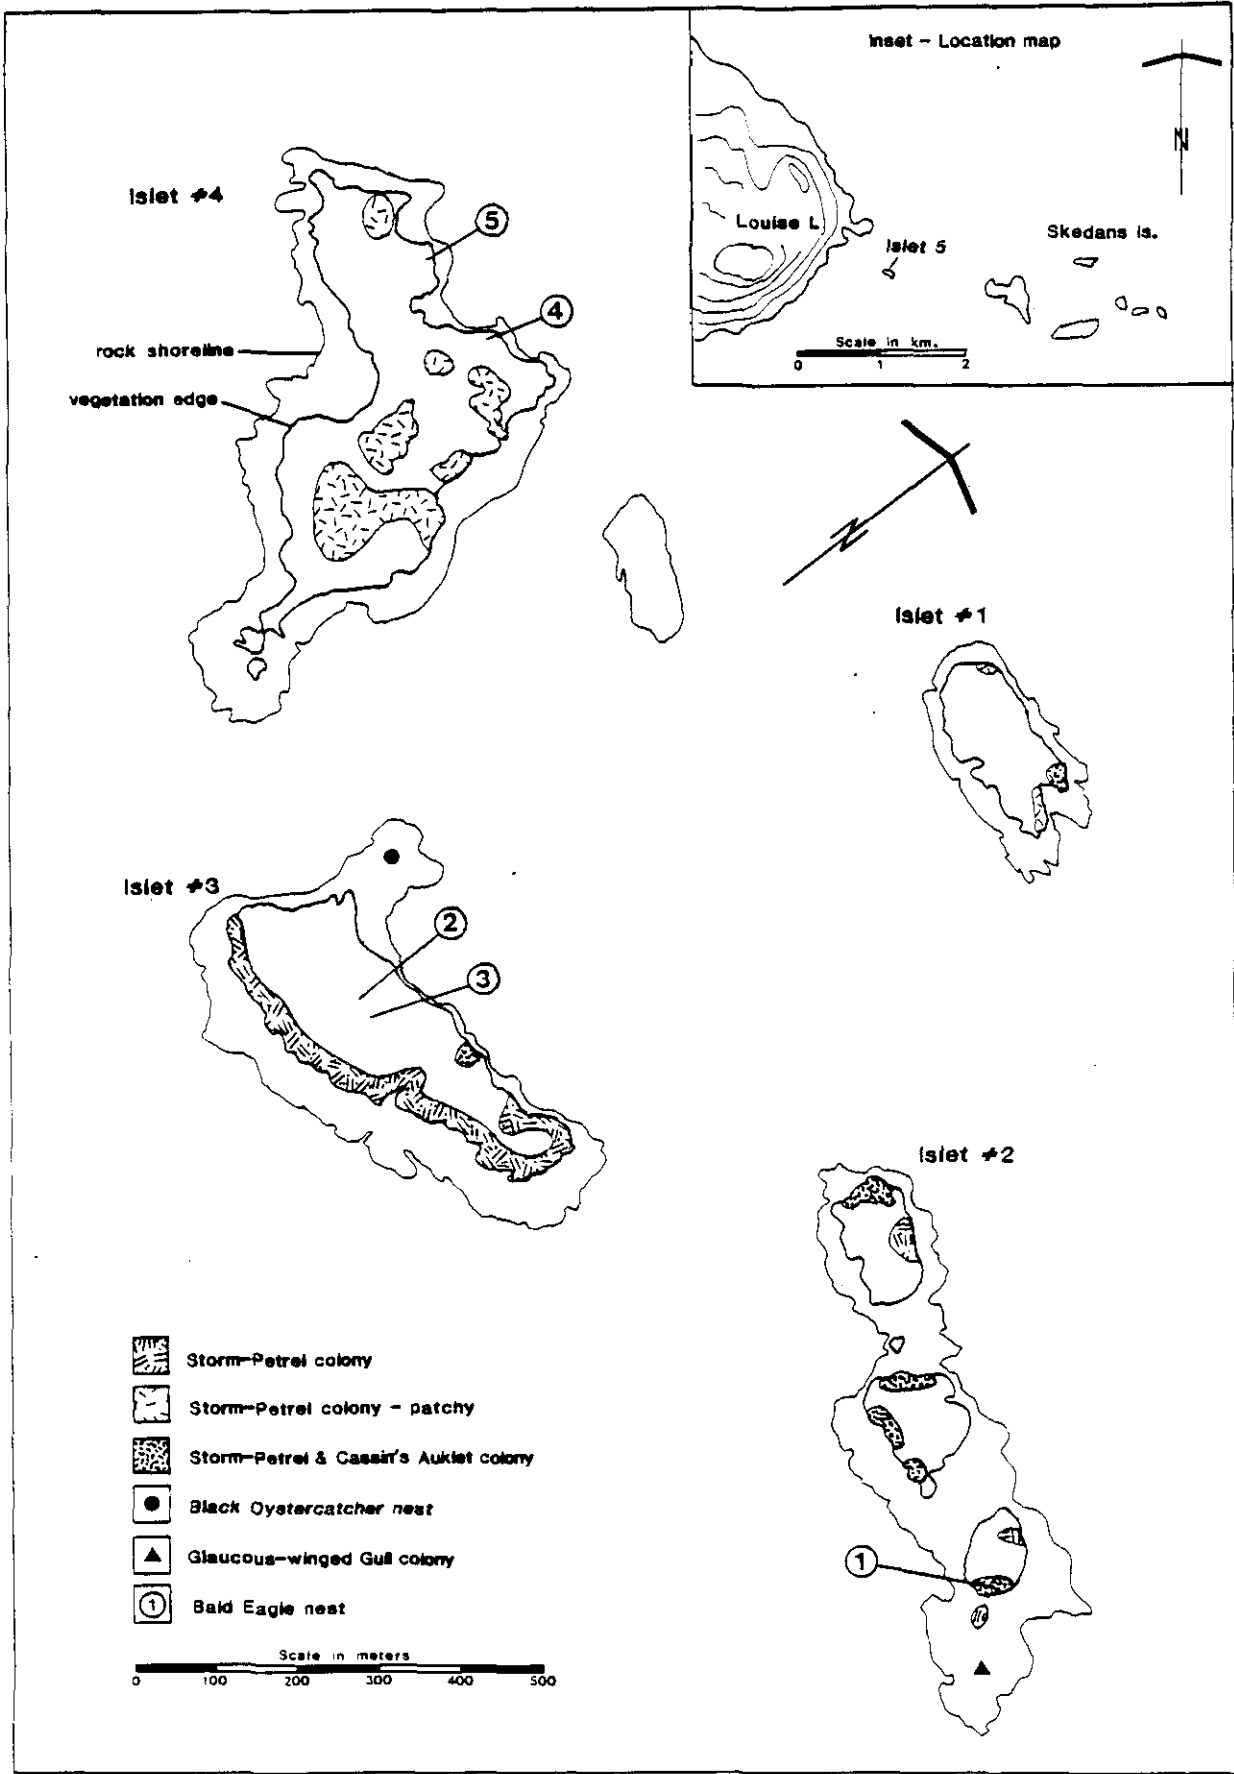 Inset - Location map
N
Louise I.
Islet 5
Skedans Is.
Scale in km.
0 1 2
Islet #4
5
4
rock shoreline
vegetation edge
N
Islet #1
Islet #3
2
3
Islet #2
1
Storm-Petrel colony
Storm-Petrel colony - patchy
Storm-Petrel & Cassin's Auklet colony
Black Oystercatcher nest
Glaucous-winged Gull colony
1 Bald Eagle nest
Scale in meters
0 100 200 300 400 500